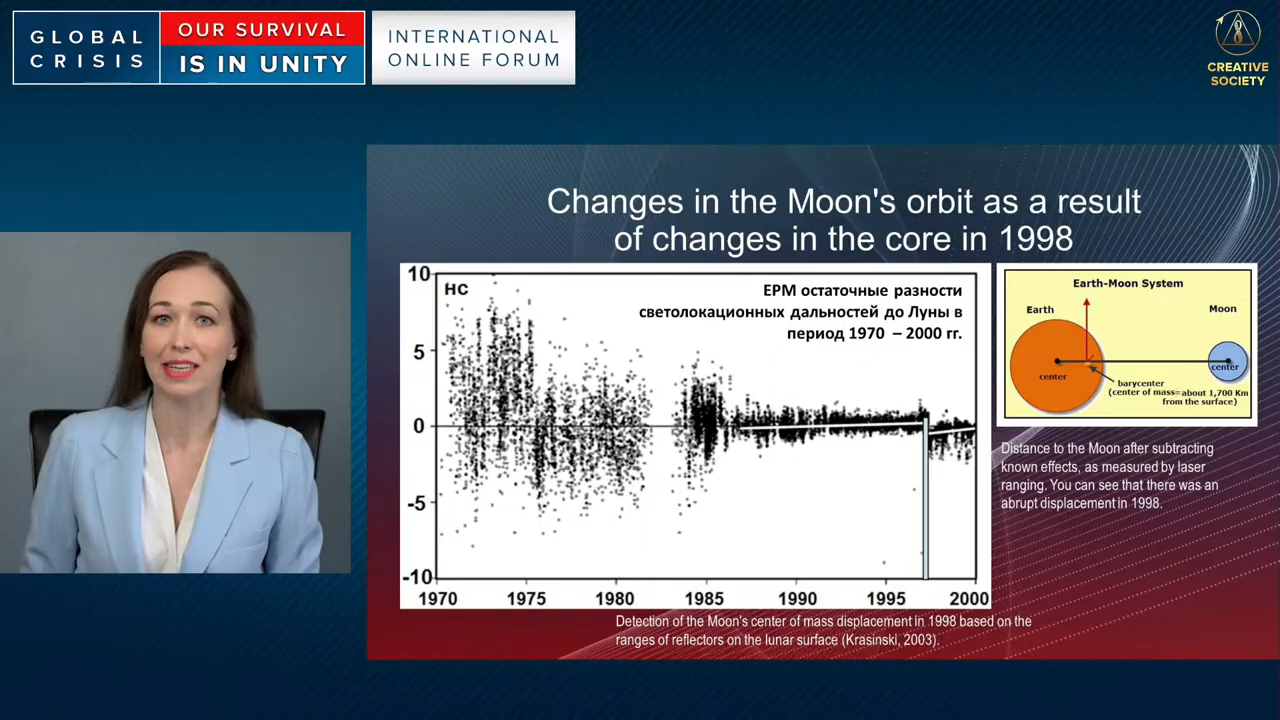 GLOBAL
CRISIS
OUR SURVIVAL
IS IN UNITY
INTERNATIONAL
ONLINE FORUM
CREATIVE
SOCIETY
Changes in the Moon's orbit as a result
of changes in the core in 1998
10
5
0
-5
-10
НС
ЕРМ остаточные разности
светолокационных дальностей до Луны в
период 1970 – 2000 гг.
1970 1975 1980 1985 1990 1995 2000
Earth-Moon System
Earth
Moon
center
center
barycenter
(center of mass=about 1,700 Km
from the surface)
Distance to the Moon after subtracting
known effects, as measured by laser
ranging. You can see that there was an
abrupt displacement in 1998.
Detection of the Moon's center of mass displacement in 1998 based on the
ranges of reflectors on the lunar surface (Krasinski, 2003).